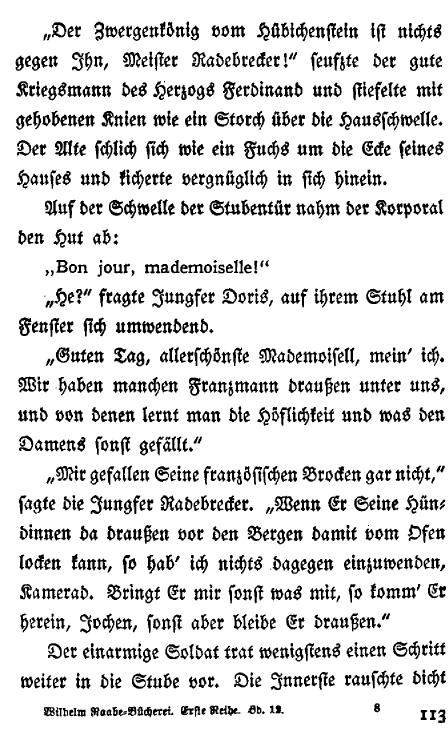 „Der Zwergenkönig vom Hübichenstein ist nichts
gegen Ihn, Meister Radebrecker!“ seufzte der gute
Kriegsmann des Herzogs Ferdinand und stiefelte mit
gehobenen Knien wie ein Storch über die Hausschwelle.
Der Alte schlich sich wie ein Fuchs um die Ecke seines
Hauses und kicherte vergnüglich in sich hinein.
Auf der Schwelle der Stubentür nahm der Korporal
den Hut ab:
„Bon jour, mademoiselle!“
„He?“ fragte Jungfer Doris, auf ihrem Stuhl am
Fenster sich umwendend.
„Guten Tag, allerschönste Mademoisell, mein’ ich.
Wir haben manchen Franzmann draußen unter uns,
und von denen lernt man die Höflichkeit und was den
Damens sonst gefällt.“
„Mir gefallen Seine französischen Brocken gar nicht,“
sagte die Jungfer Radebrecker. „Wenn Er Seine Hün-
dinnen da draußen vor den Bergen damit vom Ofen
locken kann, so hab’ ich nichts dagegen einzuwenden,
Kamerad. Bringt Er mir sonst was mit, so komm’ Er
herein, Jochen, sonst aber bleibe Er draußen.“
Der einarmige Soldat trat wenigstens einen Schritt
weiter in die Stube vor. Die Innerste rauschte dicht
Wilhelm Raabe-Bücherei. Erste Reihe. Bd. 12. 8 113